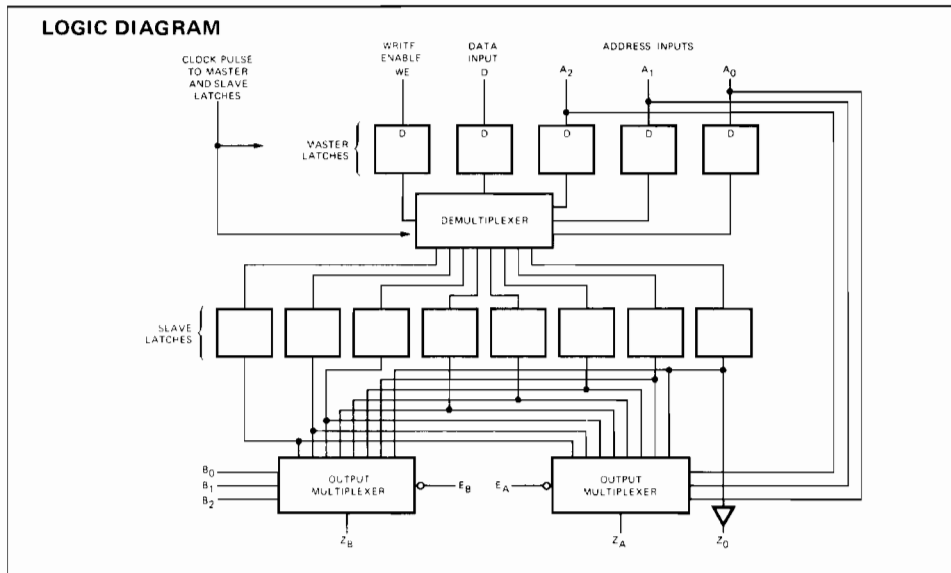 LOGIC DIAGRAM
CLOCK PULSE
TO MASTER
AND SLAVE
LATCHES
WRITE
ENABLE
WE
DATA
INPUT
D
ADDRESS INPUTS
A2
A1
A0
MASTER
LATCHES
D
D
D
D
D
DEMULTIPLEXER
SLAVE
LATCHES
B0
B1
B2
OUTPUT
MULTIPLEXER
EB
EA
OUTPUT
MULTIPLEXER
ZB
ZA
Z0